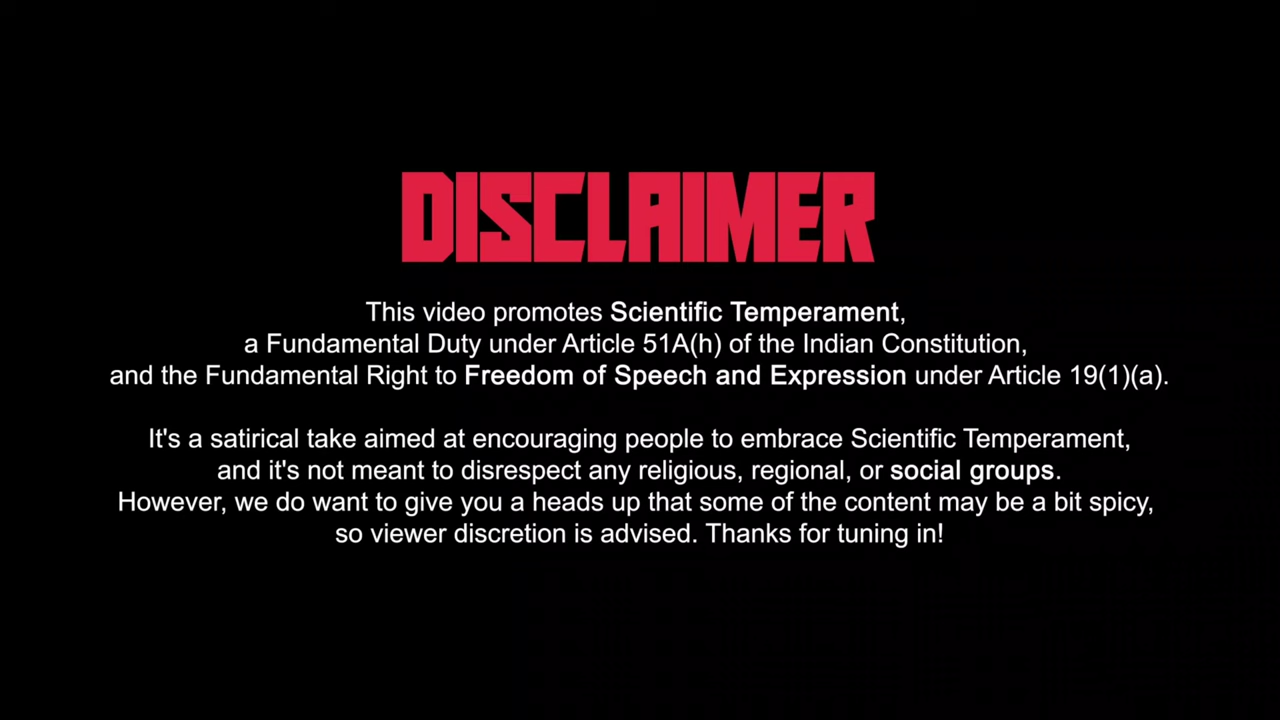 DISCLAIMER
This video promotes Scientific Temperament,
a Fundamental Duty under Article 51A(h) of the Indian Constitution,
and the Fundamental Right to Freedom of Speech and Expression under Article 19(1)(a).
It's a satirical take aimed at encouraging people to embrace Scientific Temperament,
and it's not meant to disrespect any religious, regional, or social groups.
However, we do want to give you a heads up that some of the content may be a bit spicy,
so viewer discretion is advised. Thanks for tuning in!